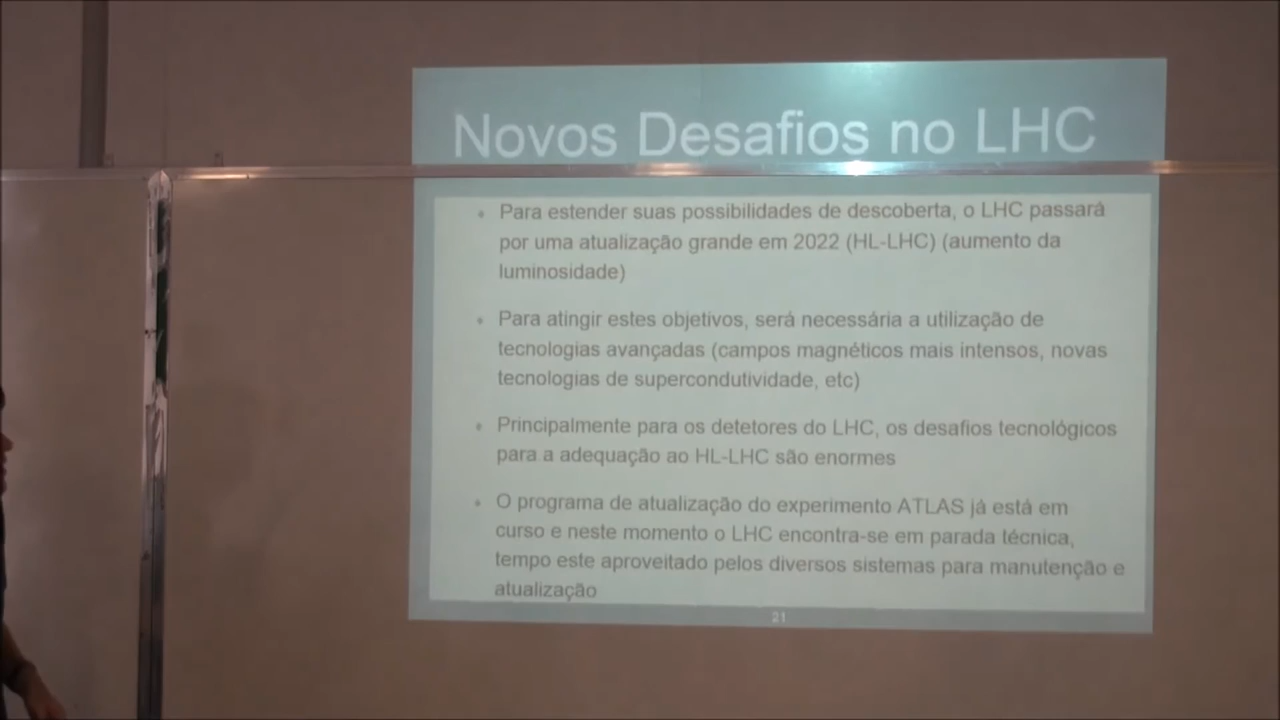 Novos Desafios no LHC
• Para estender suas possibilidades de descoberta, o LHC passará
por uma atualização grande em 2022 (HL-LHC) (aumento da
luminosidade)
• Para atingir estes objetivos, será necessária a utilização de
tecnologias avançadas (campos magnéticos mais intensos, novas
tecnologias de supercondutividade, etc)
• Principalmente para os detetores do LHC, os desafios tecnológicos
para a adequação ao HL-LHC são enormes
• O programa de atualização do experimento ATLAS já está em
curso e neste momento o LHC encontra-se em parada técnica,
tempo este aproveitado pelos diversos sistemas para manutenção e
atualização
21